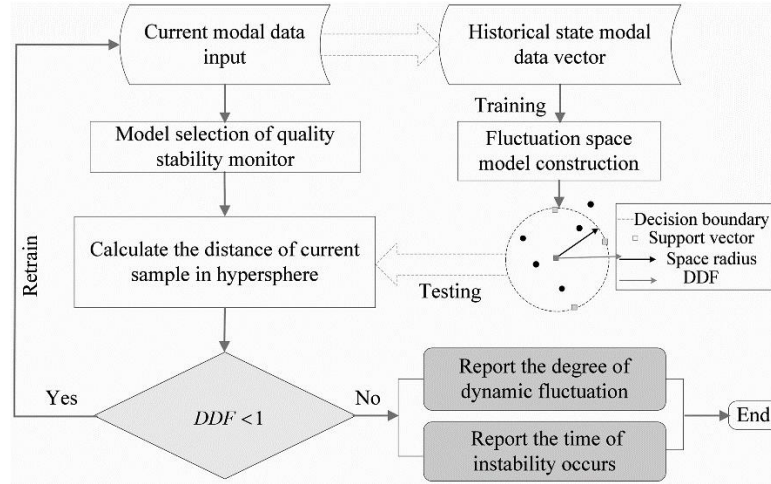 Current modal data
input
Historical state modal
data vector
Training
Model selection of quality
stability monitor
Fluctuation space
model construction
Decision boundary
Support vector
Space radius
DDF
Calculate the distance of current
sample in hypersphere
Testing
Retrain
Yes
DDF <1
No
Report the degree of
dynamic fluctuation
Report the time of
instability occurs
End